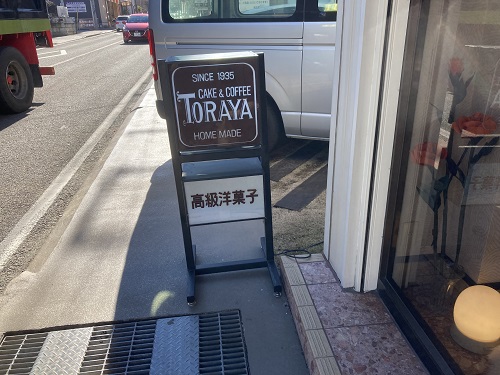 SINCE 1935
CAKE & COFFEE
TORAYA
HOME MADE
高級洋菓子